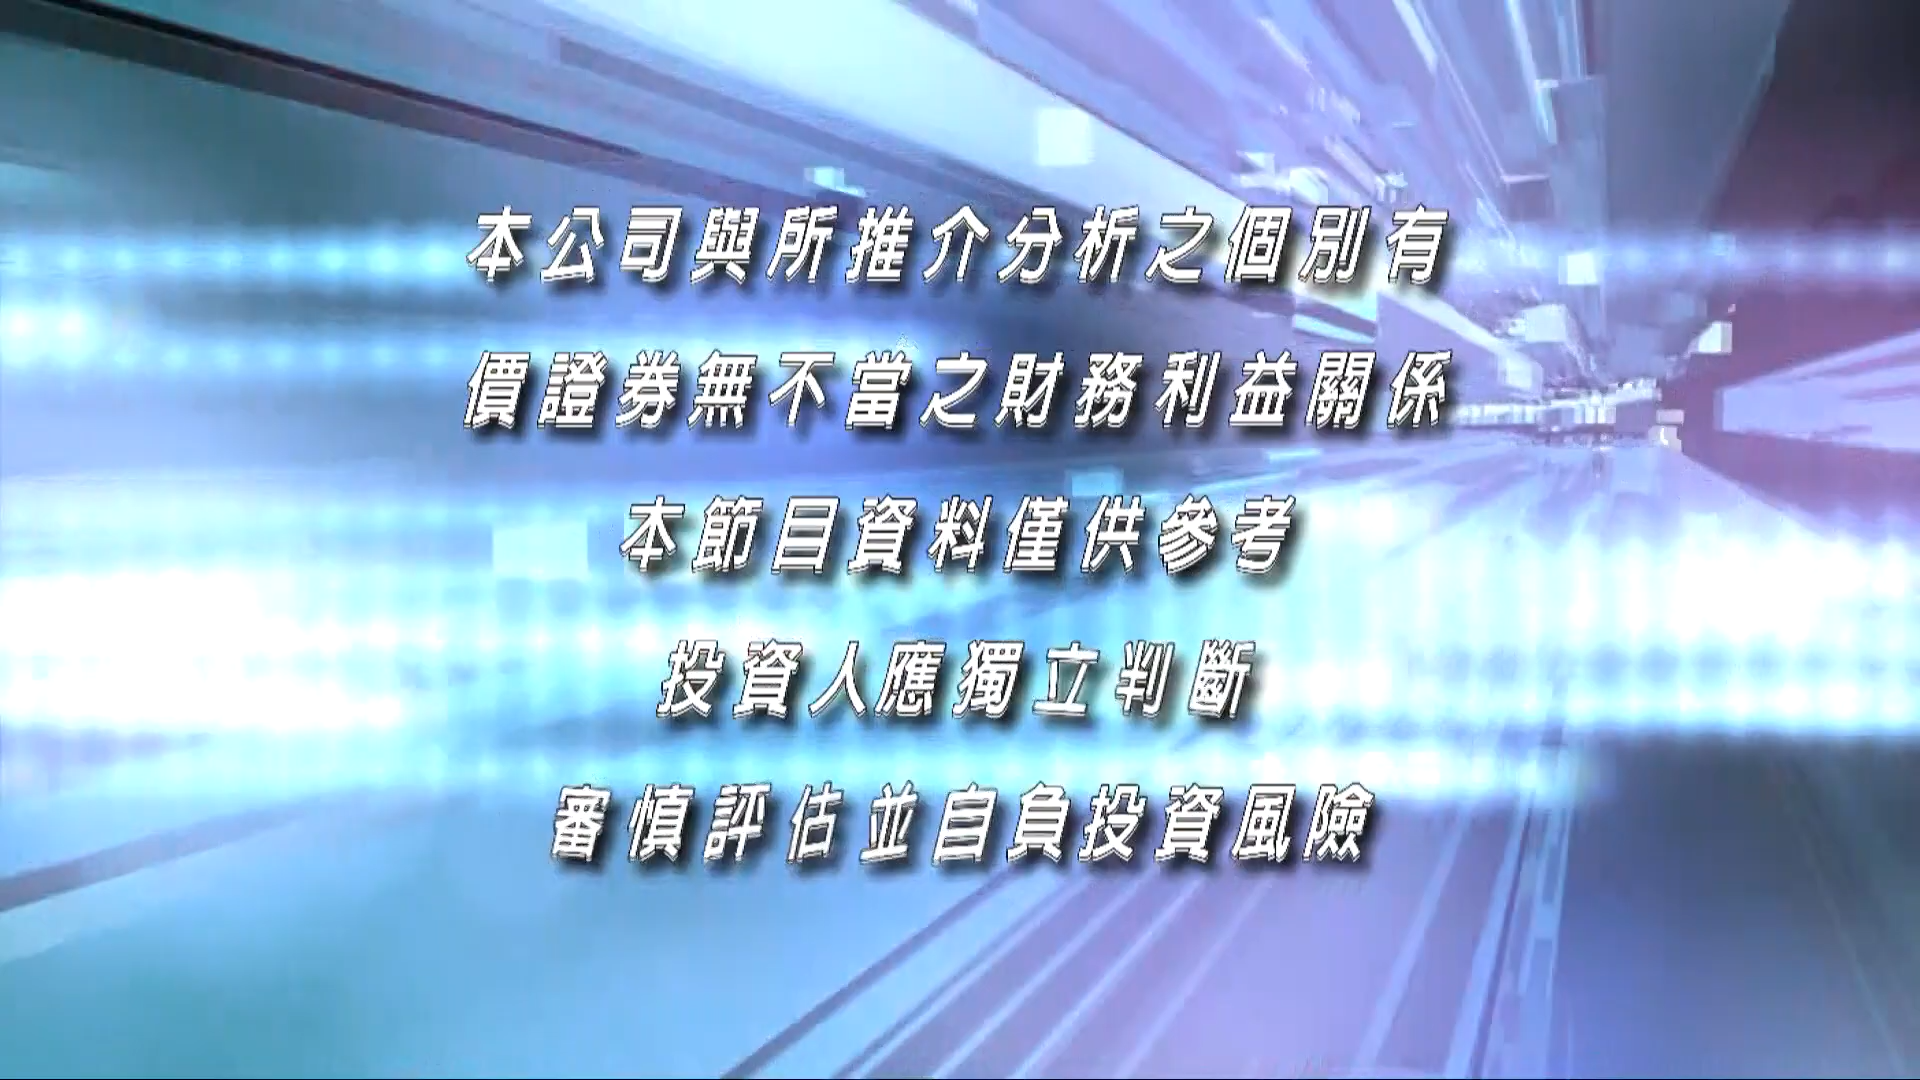 本公司與所推介分析之個別有
價證券無不當之財務利益關係
本節目資料僅供參考
投資人應獨立判斷
審慎評估並自負投資風險